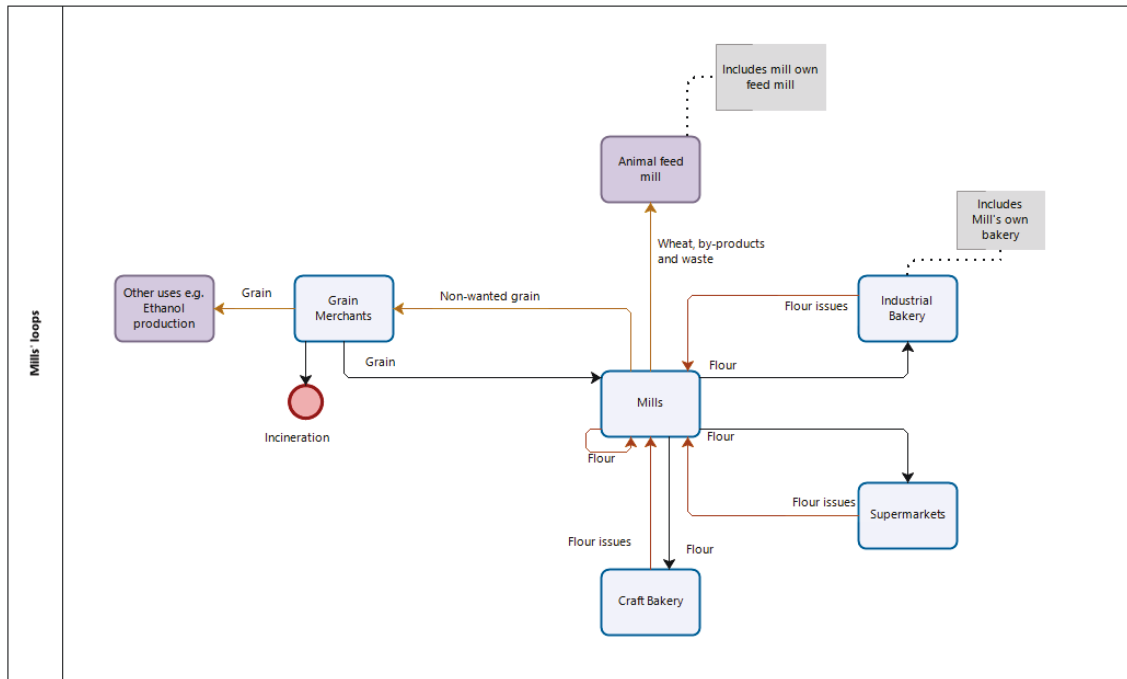 Mills' loops
Includes mill own
feed mill
Animal feed
mill
Includes
Mill's own
bakery
Wheat, by-products
and waste
Other uses e.g.
Ethanol
production
Grain
Grain
Merchants
Non-wanted grain
Flour issues
Industrial
Bakery
Grain
Flour
Mills
Incineration
Flour
Flour
Flour issues
Supermarkets
Flour issues
Flour
Craft Bakery